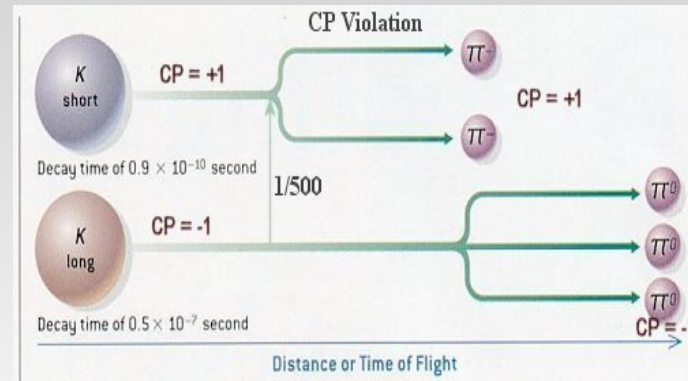 CP Violation
K
short
CP = +1
π
π-
CP = +1
Decay time of 0.9 × 10⁻¹⁰ second
1/500
K
long
CP = -1
π⁰
π⁰
π⁰
CP = -
Decay time of 0.5 × 10⁻⁷ second
Distance or Time of Flight